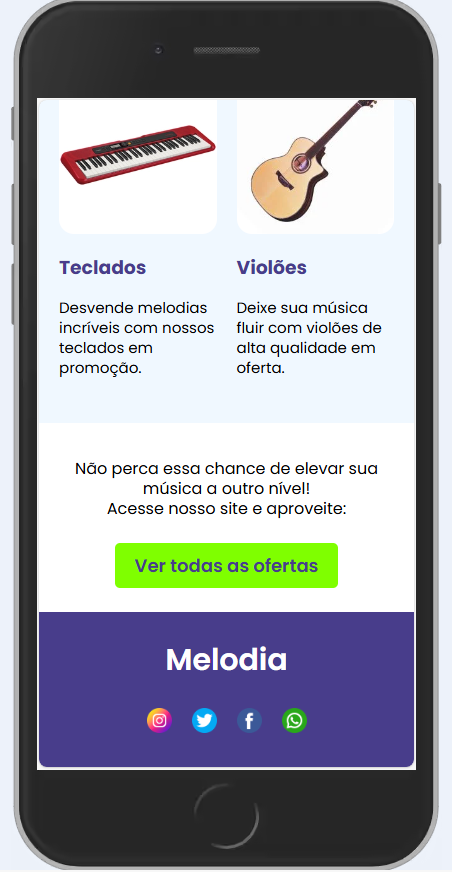 Teclados
Violões
Desvende melodias
incríveis com nossos
teclados em
promoção.
Deixe sua música
fluir com violões de
alta qualidade em
oferta.
Não perca essa chance de elevar sua
música a outro nível!
Acesse nosso site e aproveite:
Ver todas as ofertas
Melodia